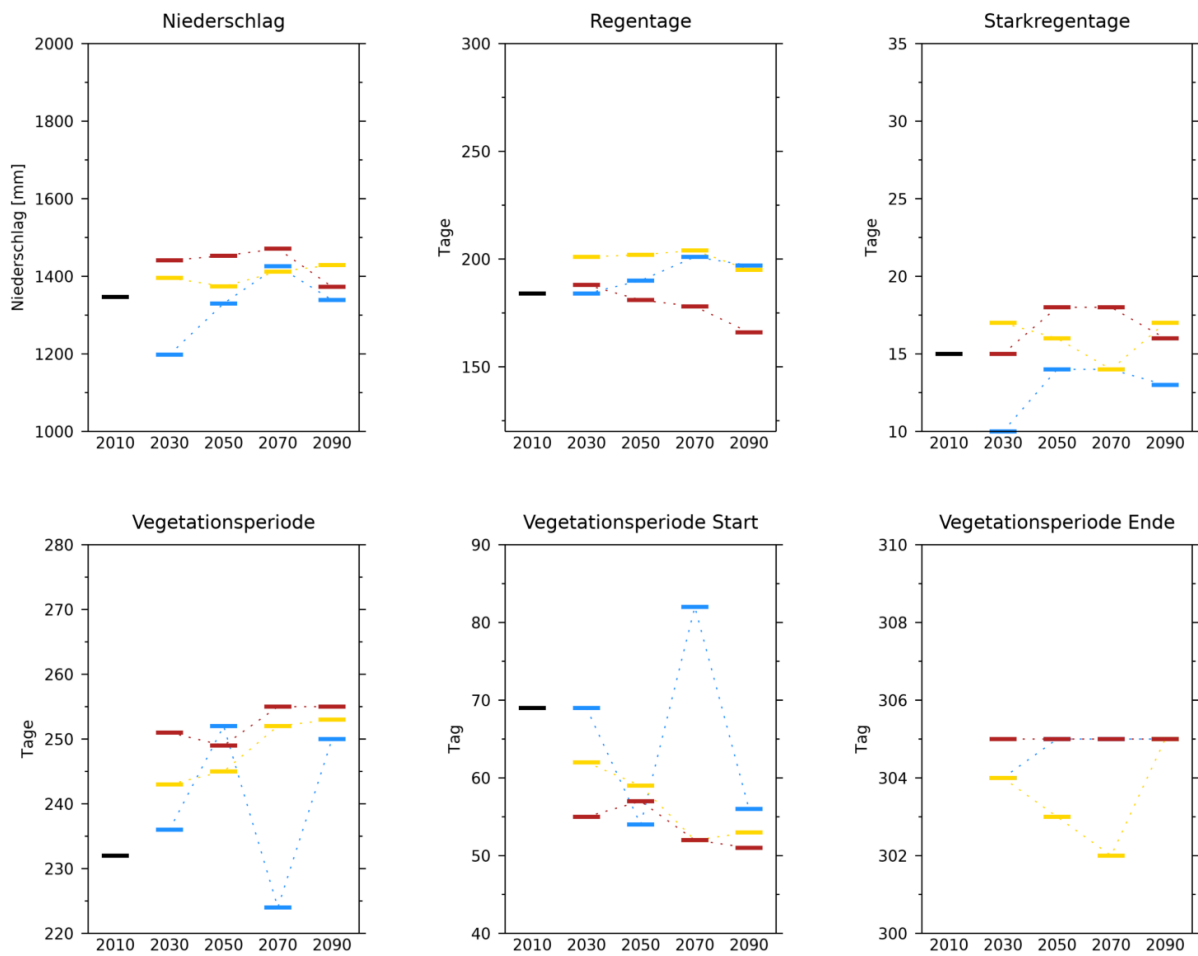 Niederschlag
2000
1800
1600
1400
1200
1000
Niederschlag [mm]
2010 2030 2050 2070 2090
Regentage
300
250
200
150
Tage
2010 2030 2050 2070 2090
Starkregentage
35
30
25
20
15
10
Tage
2010 2030 2050 2070 2090
Vegetationsperiode
280
270
260
250
240
230
220
Tage
2010 2030 2050 2070 2090
Vegetationsperiode Start
90
80
70
60
50
40
Tag
2010 2030 2050 2070 2090
Vegetationsperiode Ende
310
308
306
304
302
300
Tag
2010 2030 2050 2070 2090